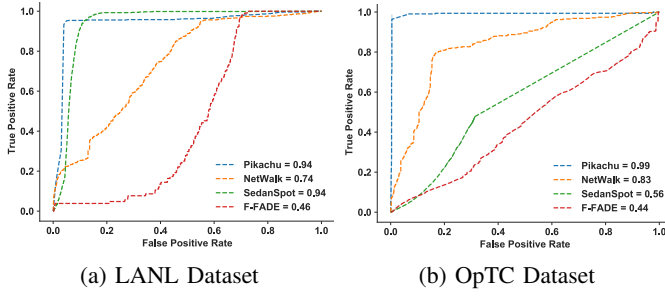 1.0
0.8
0.6
0.4
0.2
0.0
True Positive Rate
0.0 0.2 0.4 0.6 0.8 1.0
False Positive Rate
Pikachu = 0.94
NetWalk = 0.74
SedanSpot = 0,94
F-FADE = 0,46
(a) LANL Dataset
1.0
0.8
0.6
0.4
0.2
0.0
True Positive Rate
0.0 0.2 0.4 0.6 0.8 1.0
False Positive Rate
Pikachu = 0.99
NetWalk = 0.83
SedanSpot = 0,56
F-FADE = 0.44
(b) OpTC Dataset